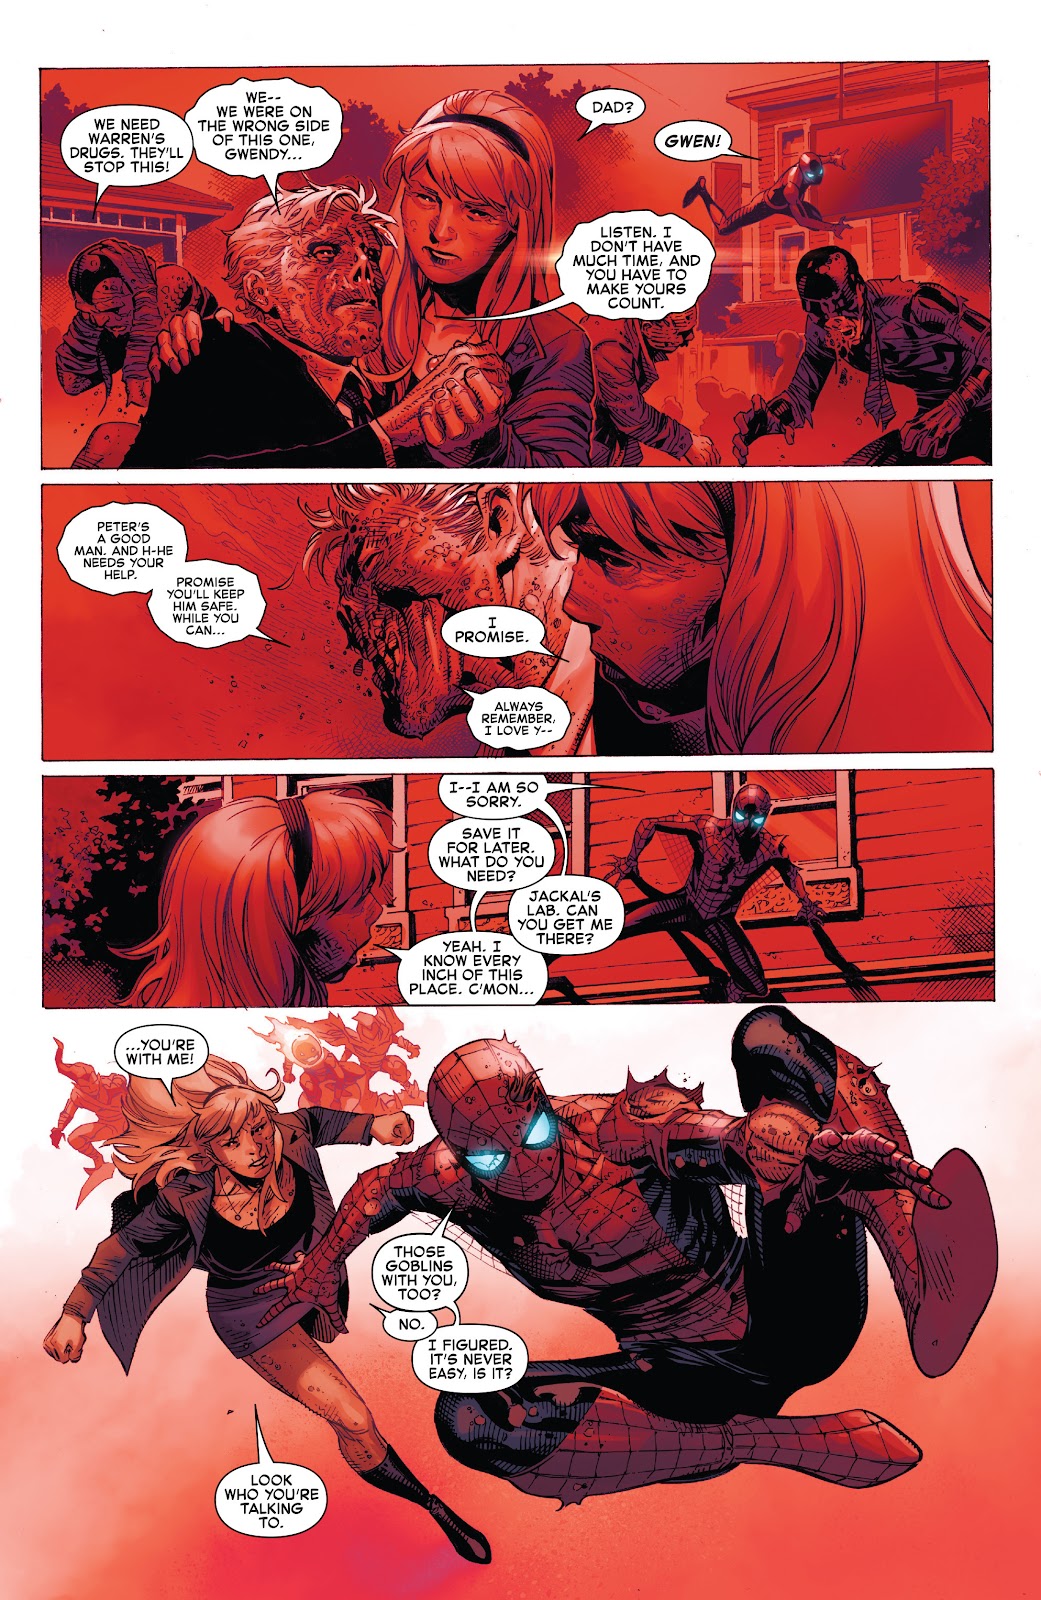 WE NEED
WARREN'S
DRUGS. THEY'LL
STOP THIS!
WE--
WE WERE ON
THE WRONG SIDE
OF THIS ONE,
GWENDY...
DAD?
GWEN!
LISTEN. I
DON'T HAVE
MUCH TIME, AND
YOU HAVE TO
MAKE YOURS
COUNT.
PETER'S
A GOOD
MAN. AND H-HE
NEEDS YOUR
HELP.
PROMISE
YOU'LL KEEP
HIM SAFE.
WHILE YOU
CAN...
I
PROMISE.
ALWAYS
REMEMBER,
I LOVE Y--
I--I AM SO
SORRY.
SAVE IT
FOR LATER.
WHAT DO YOU
NEED?
JACKAL'S
LAB. CAN
YOU GET ME
THERE?
YEAH. I
KNOW EVERY
INCH OF THIS
PLACE. C'MON...
...YOU'RE
WITH ME!
THOSE
GOBLINS
WITH YOU,
TOO?
NO.
I FIGURED.
IT'S NEVER
EASY, IS IT?
LOOK
WHO YOU'RE
TALKING
TO.